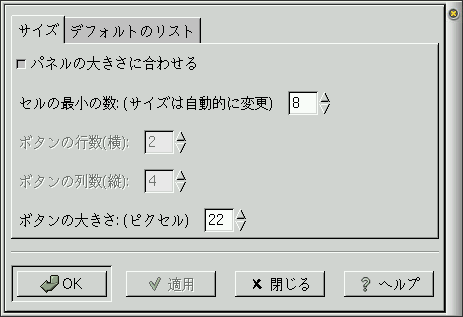 サイズ デフォルトのリスト
パネルの大きさに合わせる
セルの最小の数: (サイズは自動的に変更) 8
ボタンの行数(横): 2
ボタンの列数(縦): 4
ボタンの大きさ: (ピクセル) 22
OK 適用 閉じる ヘルプ